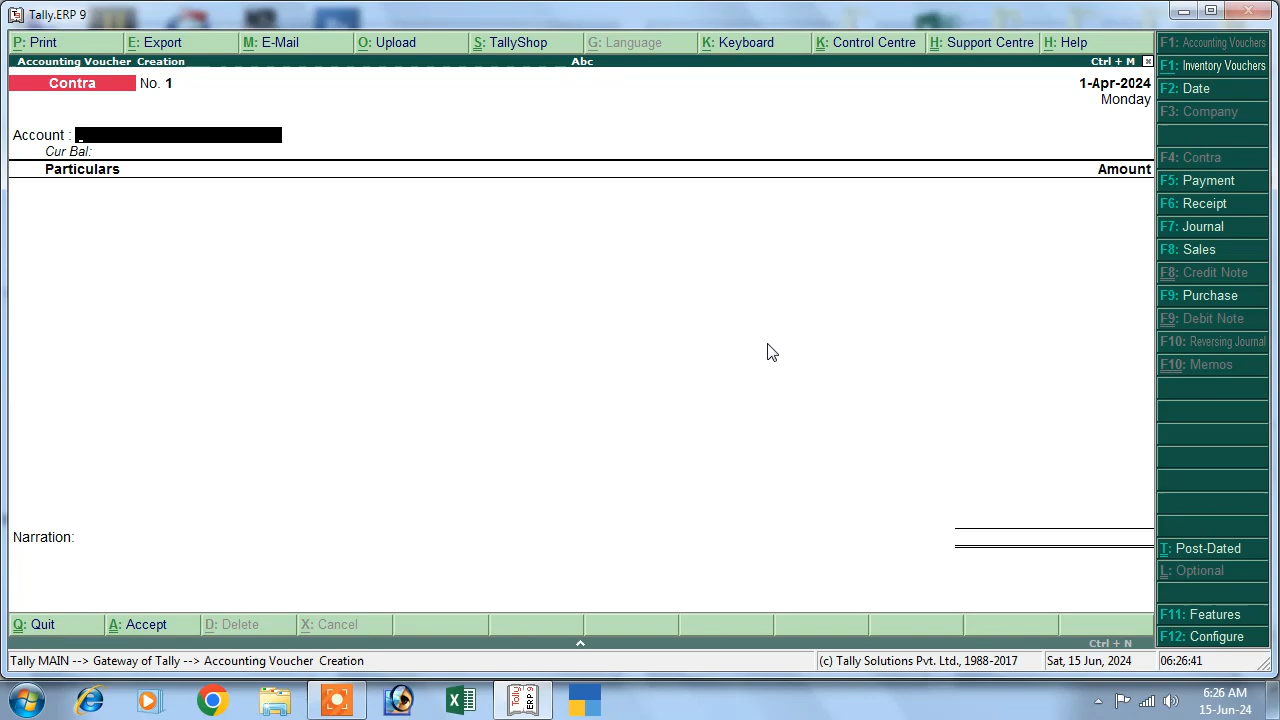 Tally.ERP 9
P: Print
E: Export
M: E-Mail
O: Upload
S: TallyShop
G: Language
K: Keyboard
K: Control Centre
H: Support Centre
H: Help
Accounting Voucher Creation
Abc
Ctrl + M
Contra
No. 1
1-Apr-2024
Monday
Account :
Cur Bal:
Particulars
Amount
Narration:
F1: Accounting Vouchers
F1: Inventory Vouchers
F2: Date
F3: Company
F4: Contra
F5: Payment
F6: Receipt
F7: Journal
F8: Sales
F8: Credit Note
F9: Purchase
F9: Debit Note
F10: Reversing Journal
F10: Memos
T: Post-Dated
L: Optional
F11: Features
F12: Configure
Q: Quit
A: Accept
D: Delete
X: Cancel
Ctrl + N
Tally MAIN --> Gateway of Tally --> Accounting Voucher Creation
(c) Tally Solutions Pvt. Ltd., 1988-2017
Sat, 15 Jun, 2024
06:26:41
Tally
ERP 9
6:26 AM
15-Jun-24